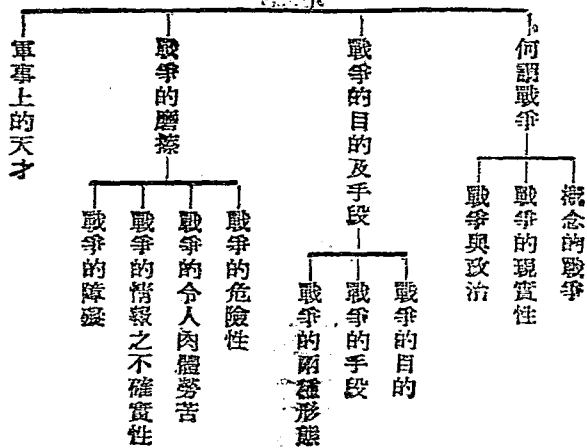 何謂戰爭
概念的戰爭
戰爭的現實性
戰爭與政治
戰爭的目的及手段
戰爭的目的
戰爭的手段
戰爭的兩種形態
戰爭的磨擦
戰爭的危險性
戰爭的令人肉體勞苦
戰爭的情報之不確實性
戰爭的障礙
軍事上的天才